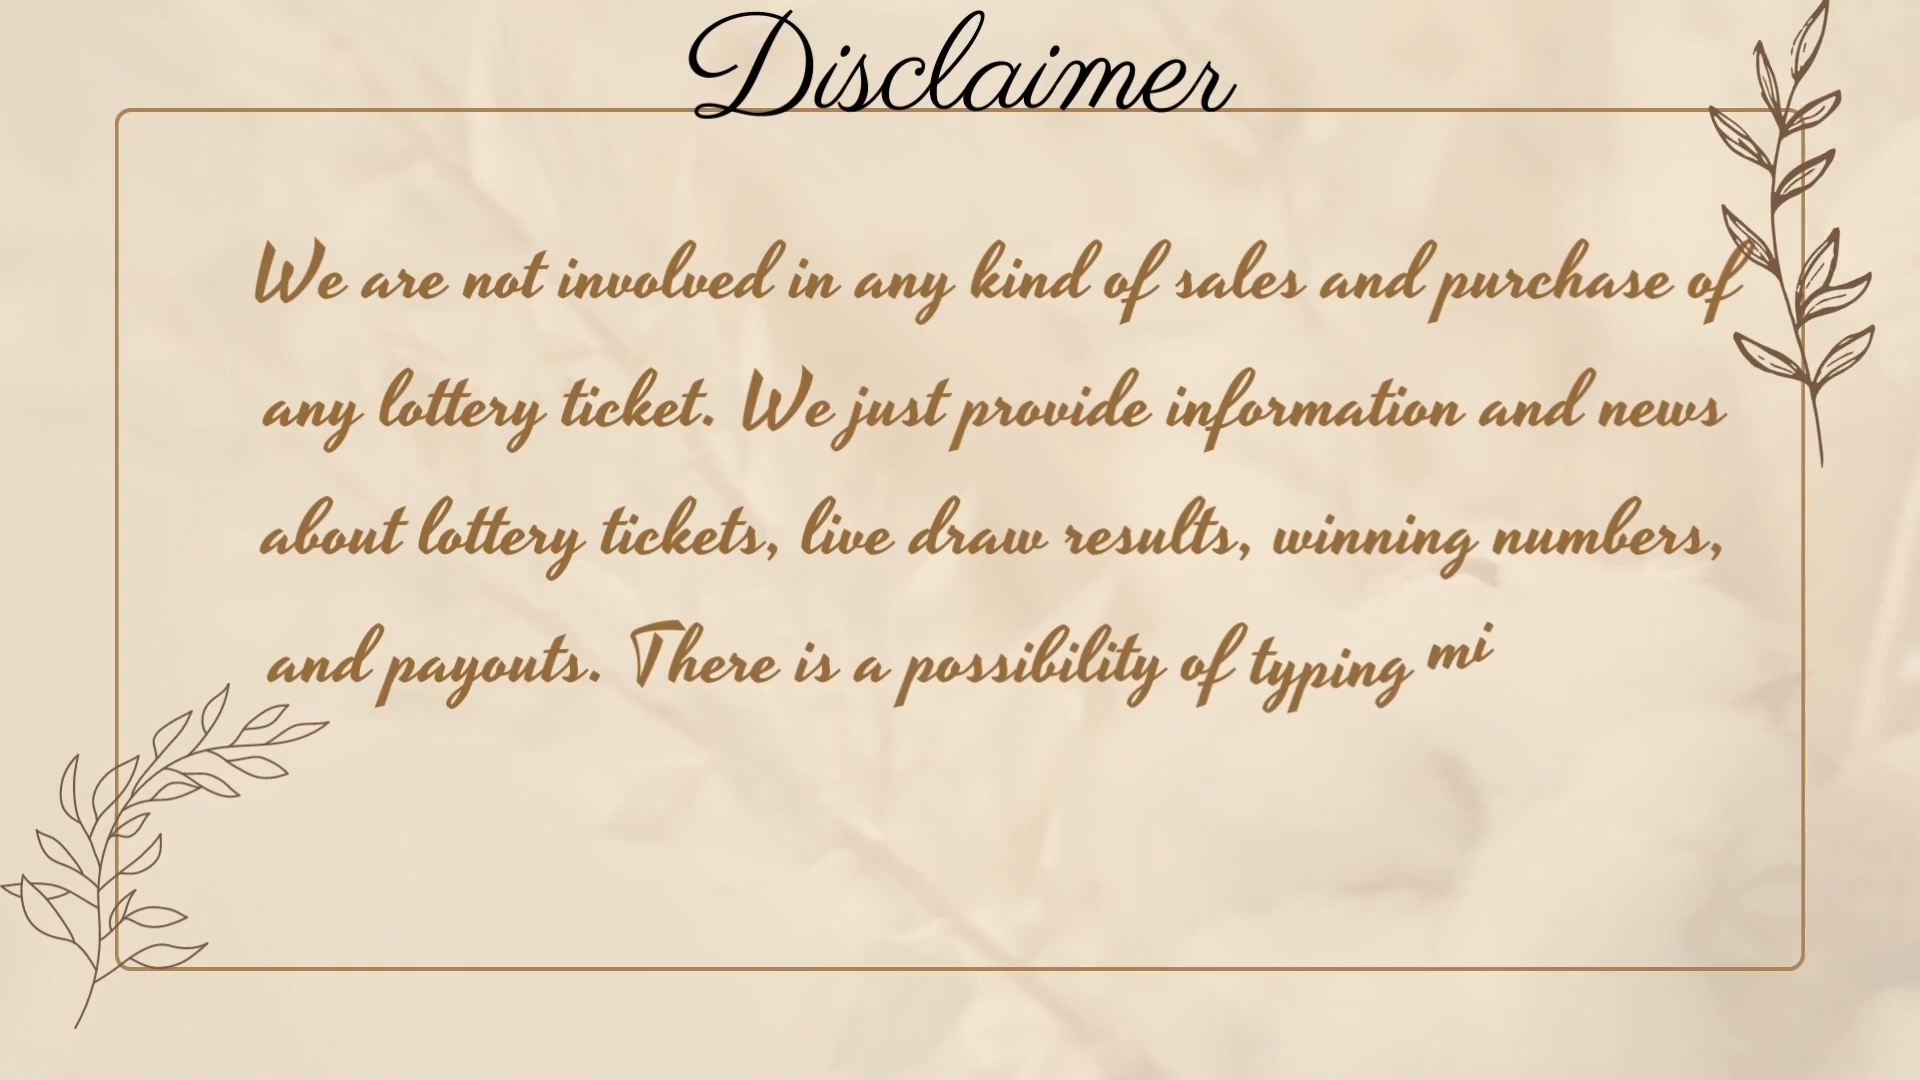 Disclaimer
We are not involved in any kind of sales and purchase of
any lottery ticket. We just provide information and news
about lottery tickets, live draw results, winning numbers,
and payouts. There is a possibility of typing mi